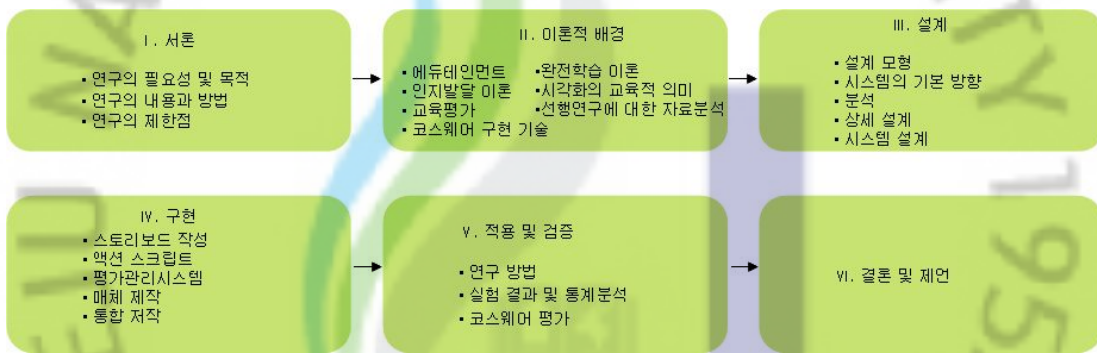 I. 서론
• 연구의 필요성 및 목적
• 연구의 내용과 방법
• 연구의 제한점
II. 이론적 배경
• 에듀테인먼트 • 완전학습 이론
• 인지발달 이론 • 시각화의 교육적 의미
• 교육평가 • 선행연구에 대한 자료분석
• 코스웨어 구현 기술
III. 설계
• 설계 모형
• 시스템의 기본 방향
• 분석
• 상세 설계
• 시스템 설계
IV. 구현
• 스토리보드 작성
• 액션 스크립트
• 평가관리시스템
• 매체 제작
• 통합 저작
V. 적용 및 검증
• 연구 방법
• 실험 결과 및 통계분석
• 코스웨어 평가
VI. 결론 및 제언